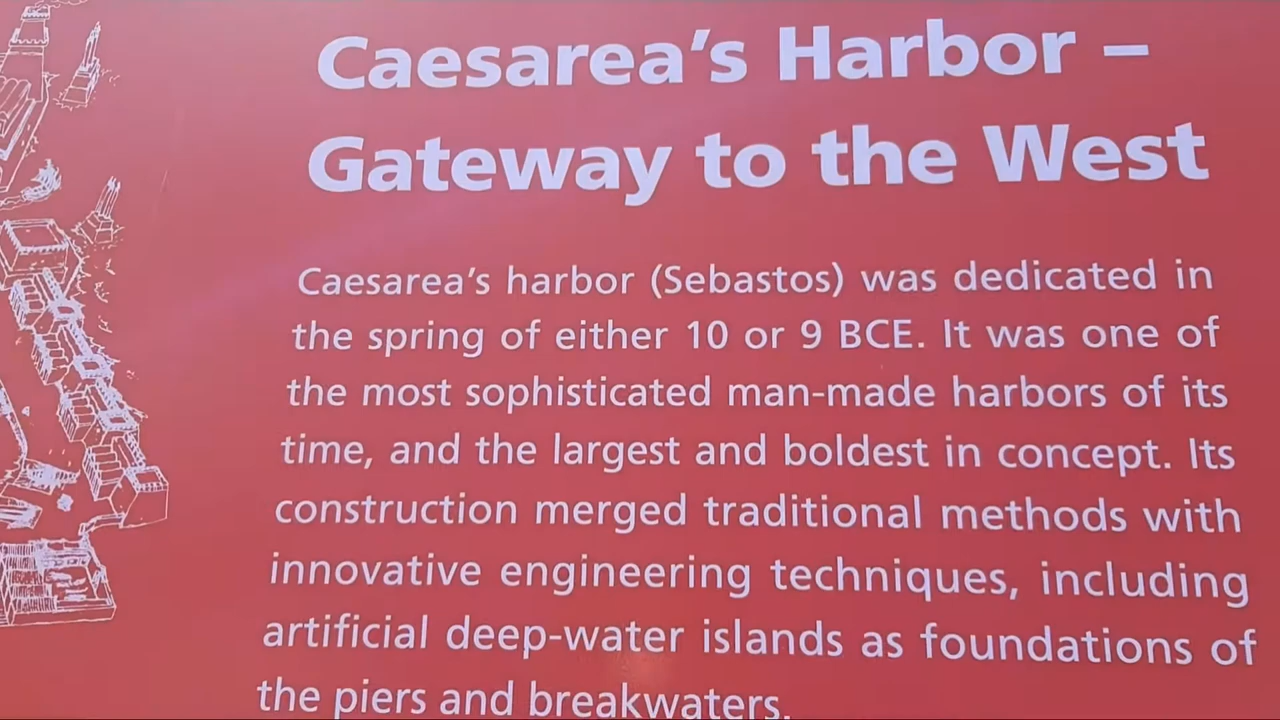 Caesarea's Harbor –
Gateway to the West
Caesarea's harbor (Sebastos) was dedicated in
the spring of either 10 or 9 BCE. It was one of
the most sophisticated man-made harbors of its
time, and the largest and boldest in concept. Its
construction merged traditional methods with
innovative engineering techniques, including
artificial deep-water islands as foundations of
the piers and breakwaters.